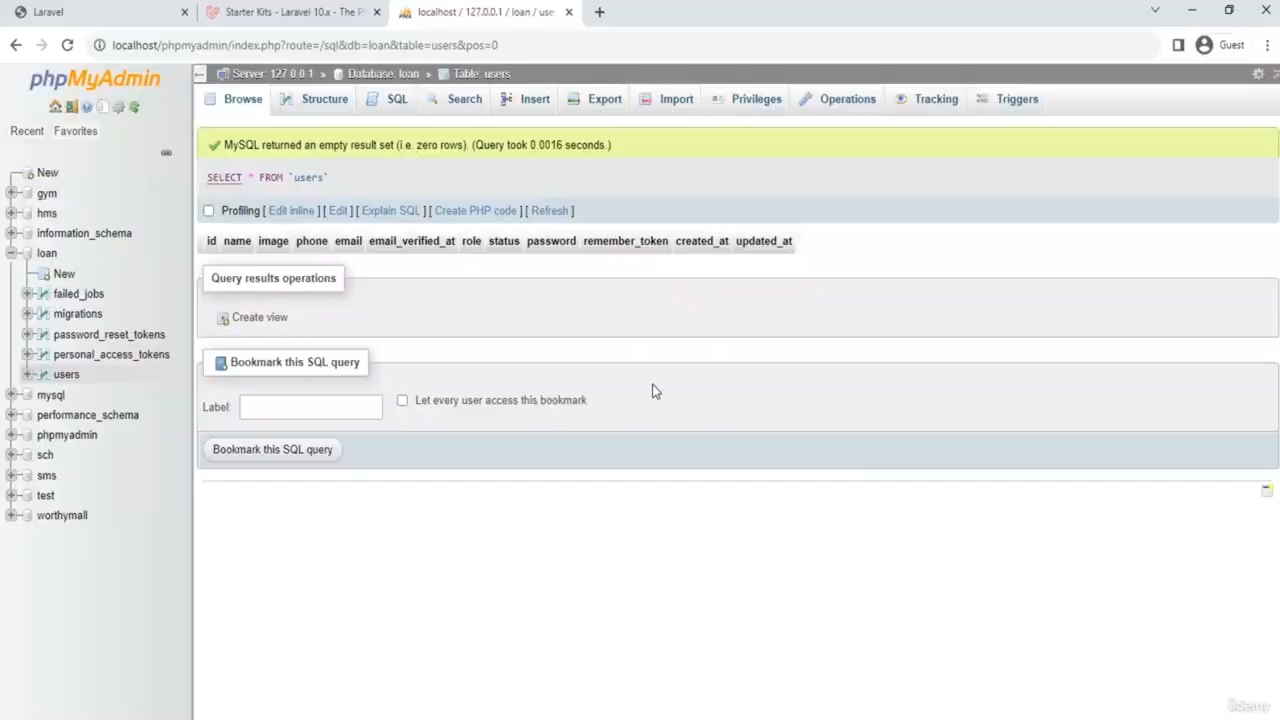 Laravel
Starter Kits - Laravel 10.x - The P
localhost / 127.0.0.1 / loan / use
localhost/phpmyadmin/index.php?route=/sql&db=loan&table=users&pos=0
Guest
phpMyAdmin
Server: 127.0.0.1 » Database: loan » Table: users
Browse Structure SQL Search Insert Export Import Privileges Operations Tracking Triggers
Recent Favorites
New
gym
hms
information_schema
loan
New
failed_jobs
migrations
password_reset_tokens
personal_access_tokens
users
mysql
performance_schema
phpmyadmin
sch
sms
test
worthymall
MySQL returned an empty result set (i.e. zero rows). (Query took 0.0016 seconds.)
SELECT * FROM `users`
Profiling [ Edit inline ] [ Edit ] [ Explain SQL ] [ Create PHP code ] [ Refresh ]
id name image phone email email_verified_at role status password remember_token created_at updated_at
Query results operations
Create view
Bookmark this SQL query
Label: Let every user access this bookmark
Bookmark this SQL query
ûdemy